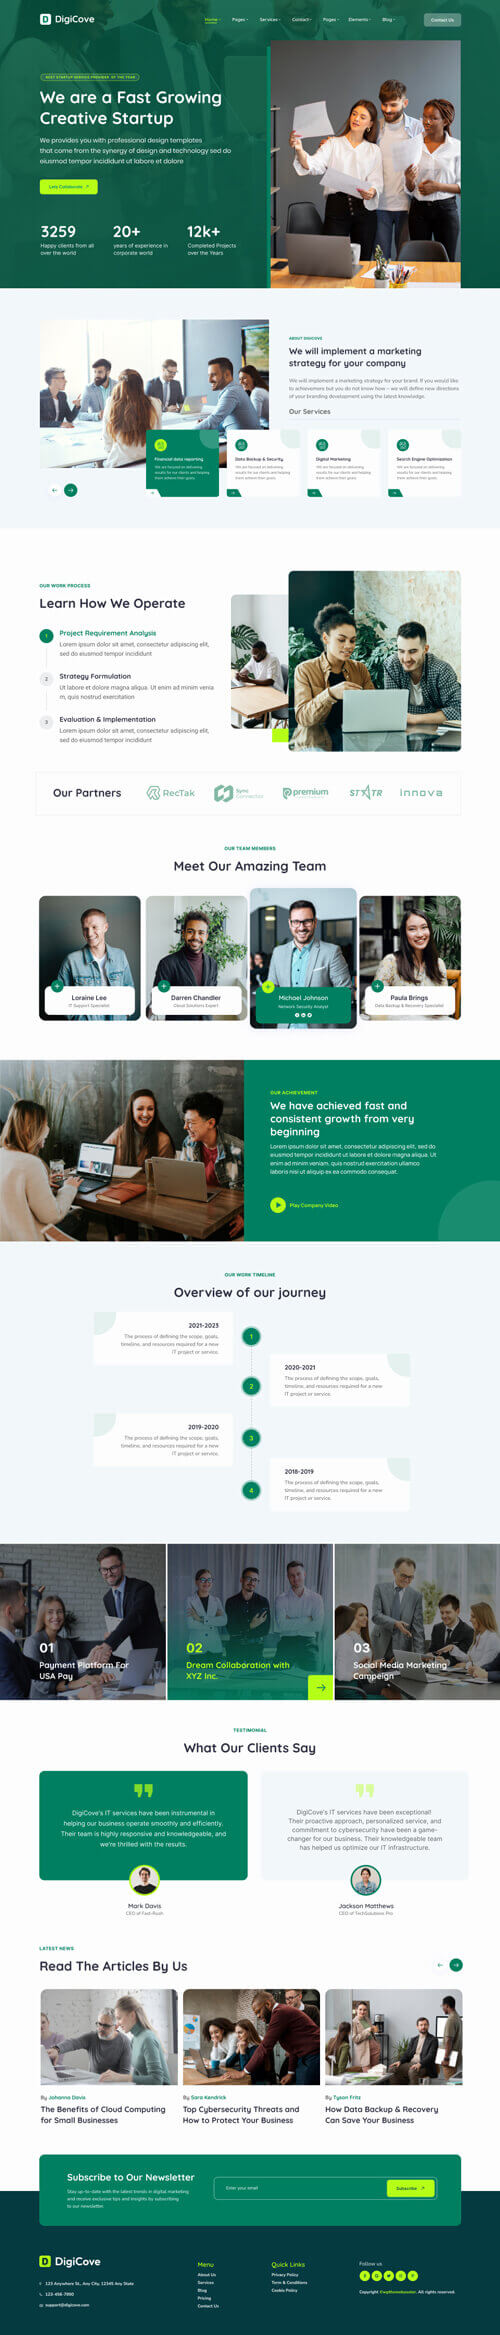 DigiCove
Home Pages Services Contact Pages Elements Blog
Contact Us
BEST STARTUP SERVICE PROVIDER OF THE YEAR
We are a Fast Growing
Creative Startup
We provides you with professional design templates
that come from the synergy of design and technology sed do
eiusmod tempor incididunt ut labore et dolore
Lets Collaborate
3259
Happy clients from all
over the world
20+
years of experience in
corporate world
12k+
Completed Projects
over the Years
ABOUT DIGICOVE
We will implement a marketing
strategy for your company
We will implement a marketing strategy for your brand. If you would like
to achievemers but you do not know how – we will define new directions
of your branding development using the latest knowledge.
Our Services
Financial data reporting
We are focused on delivering
results for our clients and helping
them achieve their goals.
Data Backup & Security
We are focused on delivering
results for our clients and helping
them achieve their goals.
Digital Marketing
We are focused on delivering
results for our clients and helping
them achieve their goals.
Search Engine Optimization
We are focused on delivering
results for our clients and helping
them achieve their goals.
OUR WORK PROCESS
Learn How We Operate
1
Project Requirement Analysis
Lorem ipsum dolor sit amet, consectetur adipiscing elit,
sed do eiusmod tempor incididunt
2
Strategy Formulation
Ut labore et dolore magna aliqua. Ut enim ad minim venia
m, quis nostrud exercitation
3
Evaluation & Implementation
Lorem ipsum dolor sit amet, consectetur adipiscing elit,
sed do eiusmod tempor incididunt
Our Partners
RecTak
Sync
Connector
premium
STARTR
innova
OUR TEAM MEMBERS
Meet Our Amazing Team
Loraine Lee
IT Support Specialist
Darren Chandler
Cloud Solutions Expert
Michael Johnson
Network Security Analyst
Paula Brings
Data Backup & Recovery Specialist
OUR ACHIEVEMENT
We have achieved fast and
consistent growth from very
beginning
Lorem ipsum dolor sit amet, consectetur adipiscing elit, sed do
eiusmod tempor incididunt ut labore et dolore magna aliqua. Ut
enim ad minim veniam, quis nostrud exercitation ullamco
laboris nisi ut aliquip ex ea commodo consequat.
Play Company Video
OUR WORK TIMELINE
Overview of our journey
2021-2023
The process of defining the scope, goals,
timeline, and resources required for a new
IT project or service.
1
2020-2021
The process of defining the scope, goals,
timeline, and resources required for a new
IT project or service.
2
2019-2020
The process of defining the scope, goals,
timeline, and resources required for a new
IT project or service.
3
2018-2019
The process of defining the scope, goals,
timeline, and resources required for a new
IT project or service.
4
01
Payment Platform For
USA Pay
02
Dream Collaboration with
XYZ Inc.
03
Social Media Marketing
Campaign
TESTIMONIAL
What Our Clients Say
DigiCove's IT services have been instrumental in
helping our business operate smoothly and efficiently.
Their team is highly responsive and knowledgeable, and
we're thrilled with the results.
Mark Davis
CEO of Fast-Rush
DigiCove's IT services have been exceptional!
Their proactive approach, personalized service, and
commitment to cybersecurity have been a game-
changer for our business. Their knowledgeable team
has helped us optimize our IT infrastructure.
Jackson Matthews
CEO of TechSolutions Pro
LATEST NEWS
Read The Articles By Us
By Johanna Davis
The Benefits of Cloud Computing
for Small Businesses
By Sara Kendrick
Top Cybersecurity Threats and
How to Protect Your Business
By Tyson Fritz
How Data Backup & Recovery
Can Save Your Business
Subscribe to Our Newsletter
Stay up-to-date with the latest trends in digital marketing
and receive exclusive tips and insights by subscribing
to our newsletter.
Enter your email
Subscribe
DigiCove
123 Anywhere St., Any City, 12345 Any State
123-456-7890
support@digicove.com
Menu
About Us
Services
Blog
Pricing
Contact Us
Quick Links
Privacy Policy
Term & Conditions
Cookie Policy
Follow us
Copyright ©wpthemebooster. All rights reserved.